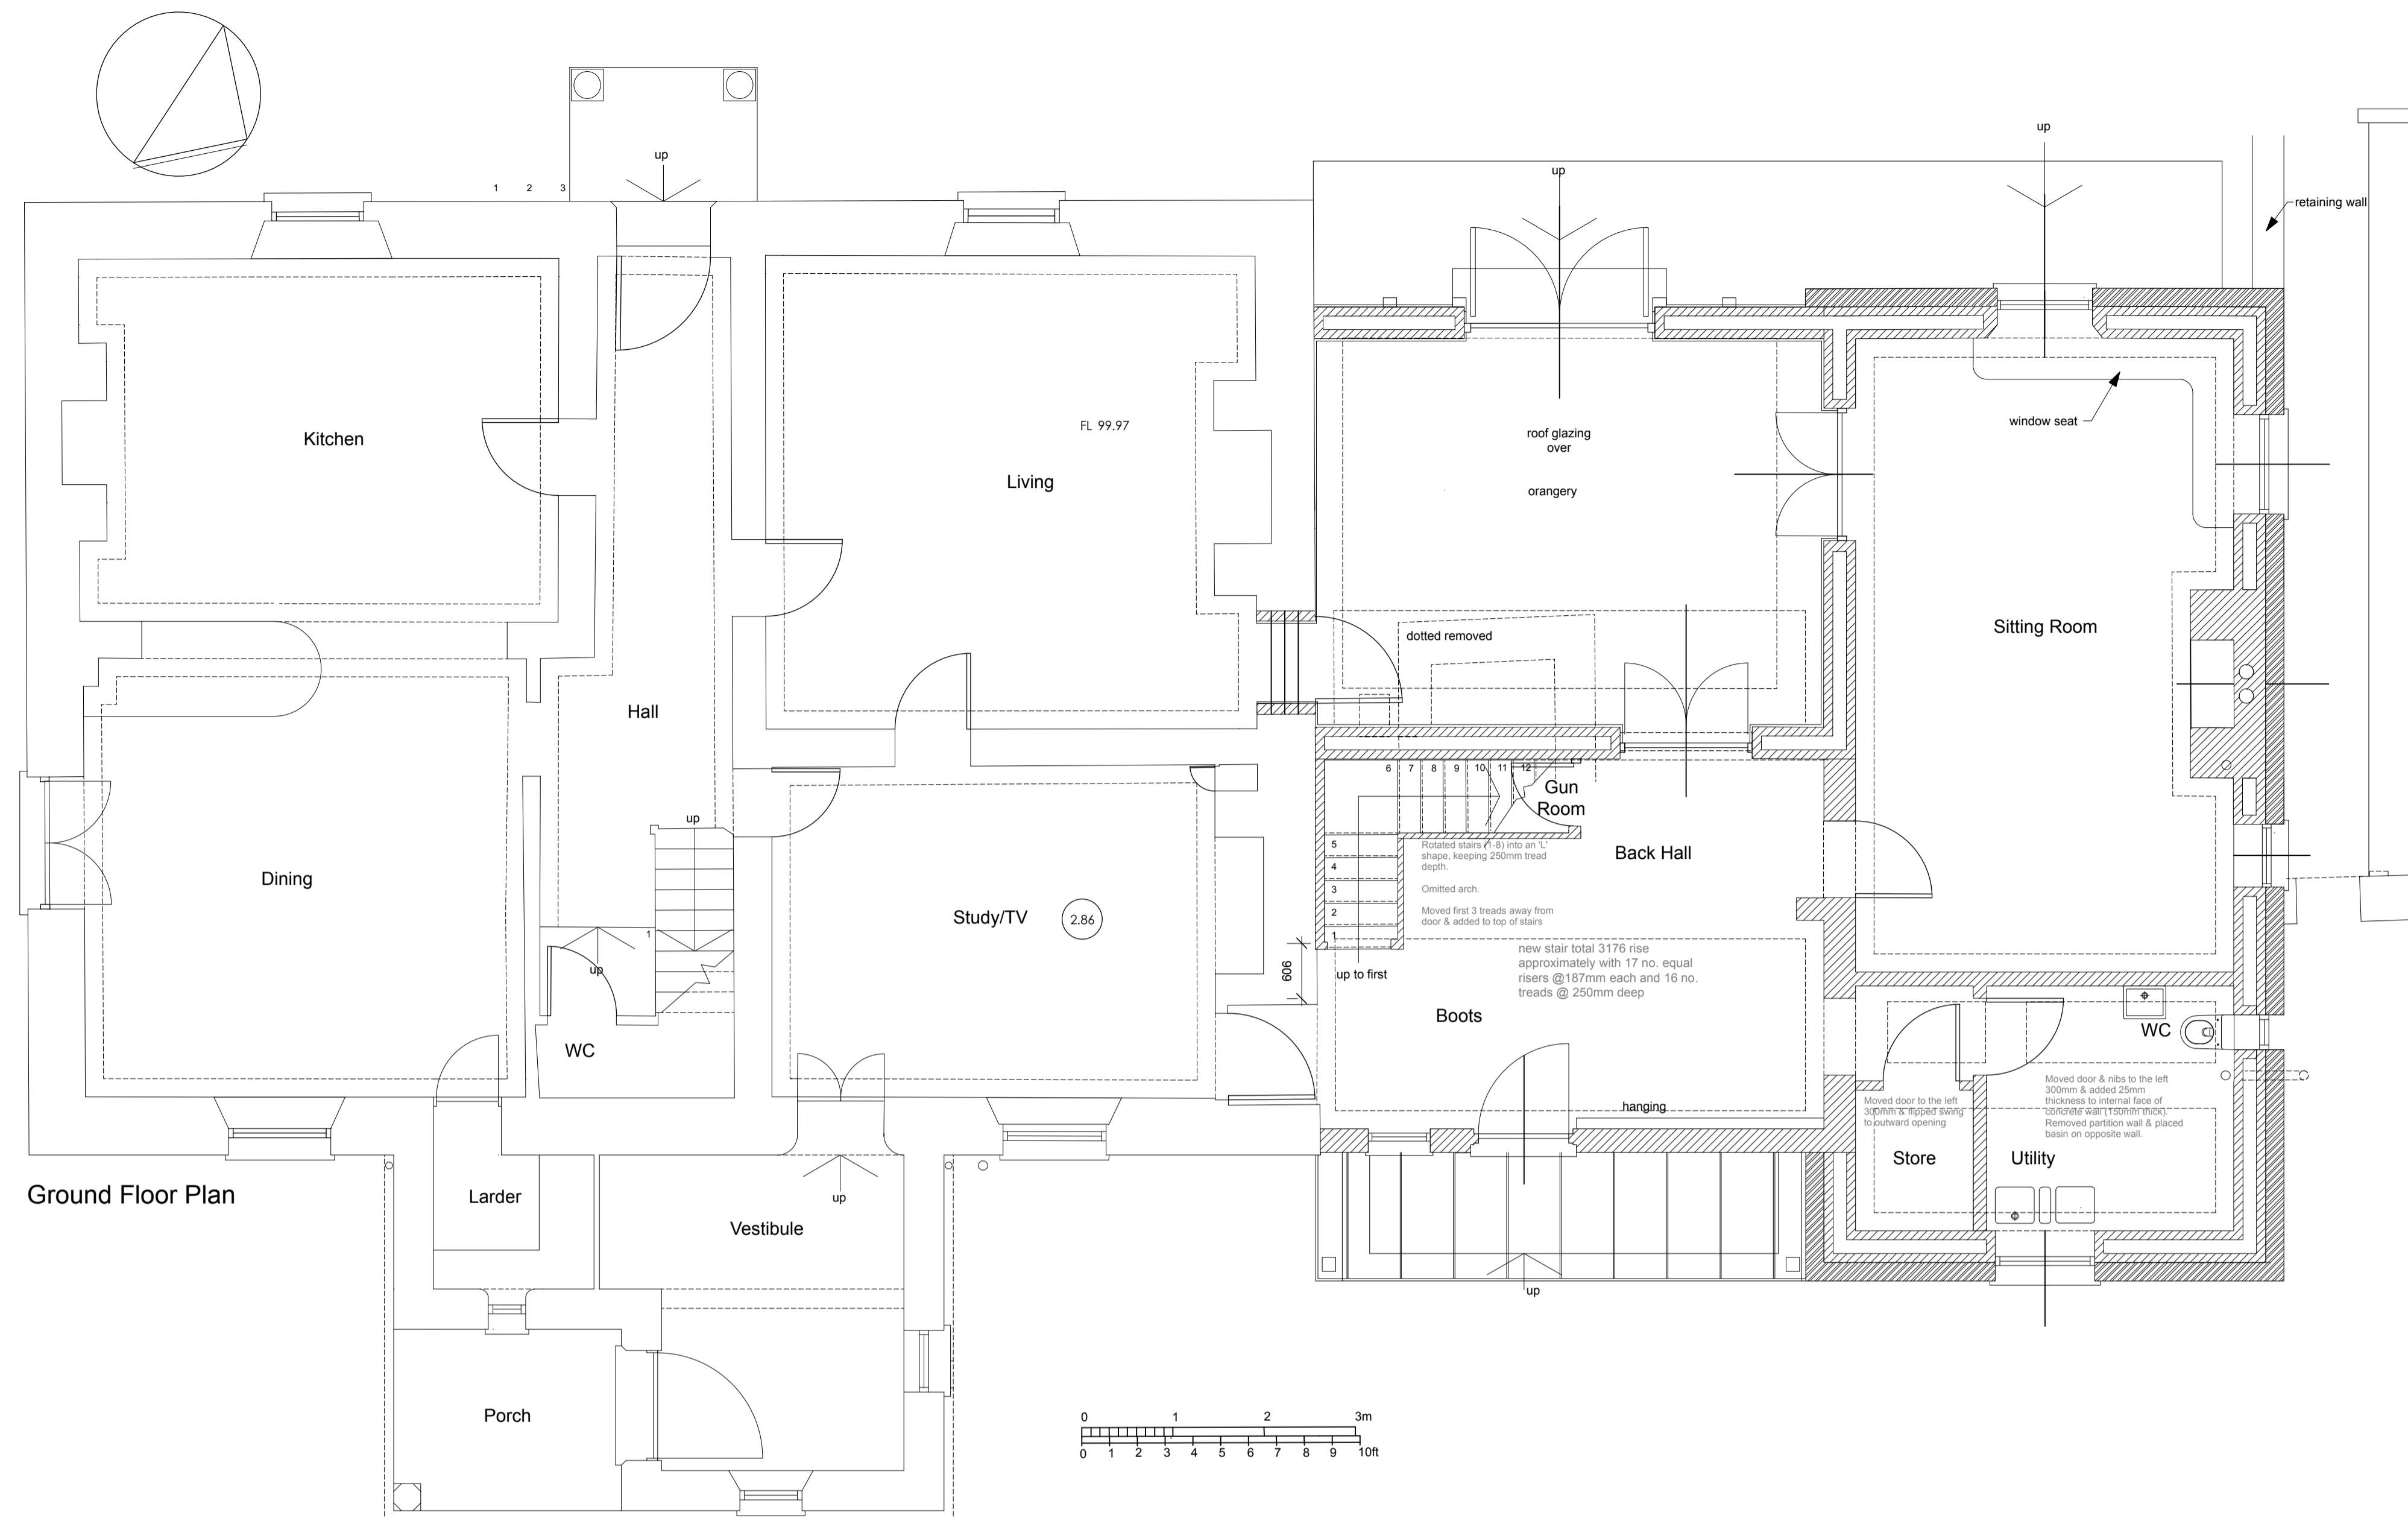 up
1 2 3
up
up
retaining wall
Kitchen
FL 99.97
Living
roof glazing
over
orangery
window seat
Sitting Room
dotted removed
Hall
up
6 7 8 9 10 11 12
Gun
Room
5
4
3
2
1
Rotated stairs (1-8) into an 'L'
shape, keeping 250mm tread
depth.
Omitted arch.
Moved first 3 treads away from
door & added to top of stairs
Back Hall
Dining
Study/TV
2.86
1
up
606
up to first
new stair total 3176 rise
approximately with 17 no. equal
risers @187mm each and 16 no.
treads @ 250mm deep
Boots
WC
WC
hanging
Moved door to the left
300mm & flipped swing
to outward opening
Moved door & nibs to the left
300mm & added 25mm
thickness to internal face of
concrete wall (150mm thick).
Removed partition wall & placed
basin on opposite wall.
Store
Utility
Ground Floor Plan
Larder
up
Vestibule
up
Porch
0 1 2 3m
0 1 2 3 4 5 6 7 8 9 10ft